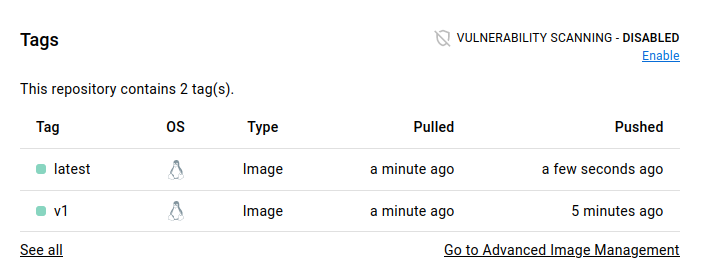 Tags
VULNERABILITY SCANNING - DISABLED
Enable
This repository contains 2 tag(s).
Tag OS Type Pulled Pushed
latest Image a minute ago a few seconds ago
v1 Image a minute ago 5 minutes ago
See all Go to Advanced Image Management